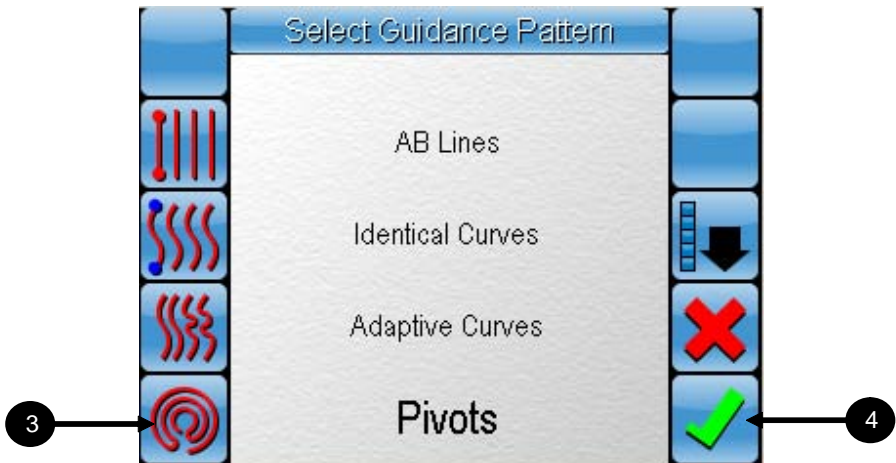 Select Guidance Pattern
AB Lines
Identical Curves
Adaptive Curves
3
Pivots
4